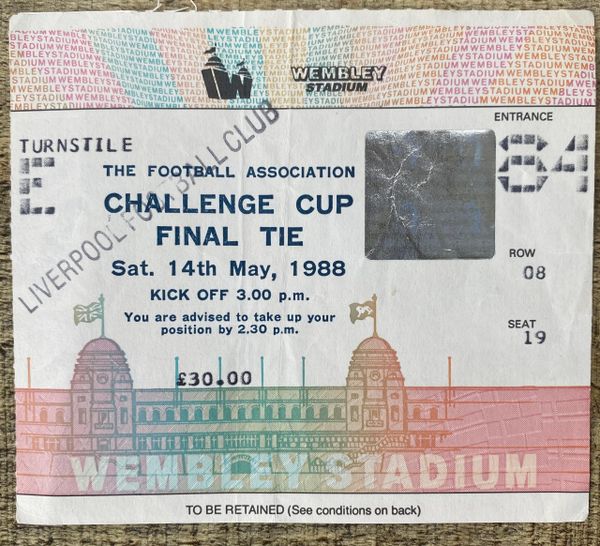 WEMBLEY
STADIUM
ENTRANCE
84
TURNSTILE
E
LIVERPOOL FOOTBALL CLUB
THE FOOTBALL ASSOCIATION
CHALLENGE CUP
FINAL TIE
Sat. 14th May, 1988
KICK OFF 3.00 p.m.
You are advised to take up your
position by 2.30 p.m.
ROW
08
SEAT
19
£30.00
WEMBLEY STADIUM
TO BE RETAINED (See conditions on back)